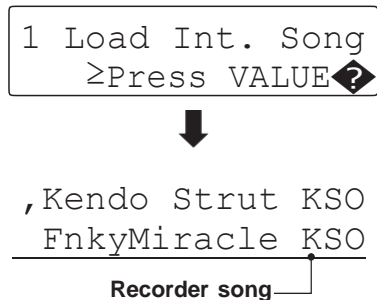 1 Load Int. Song
≥Press VALUE�
,Kendo Strut KSO
FnkyMiracle KSO
Recorder song